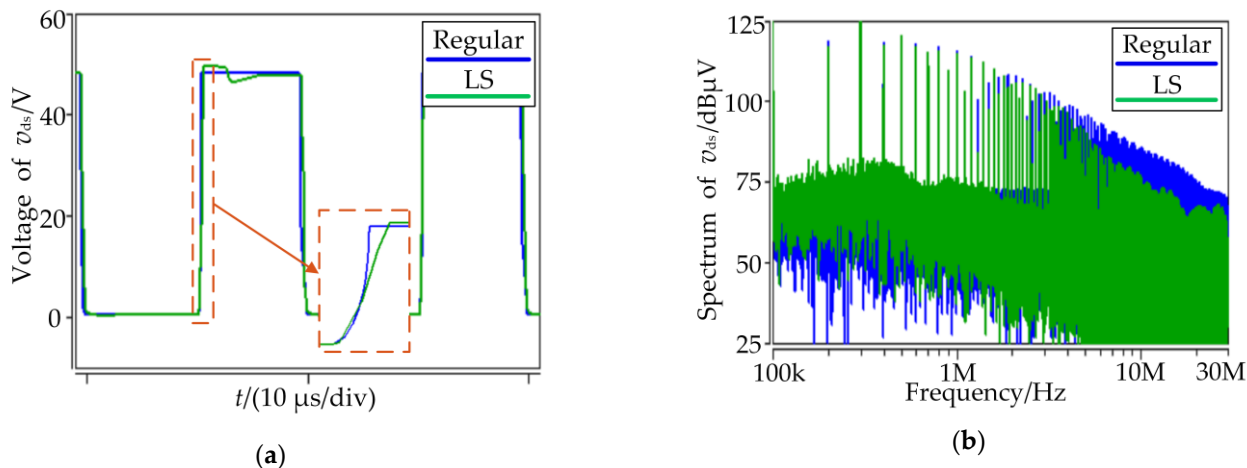 60
40
20
0
Voltage of vds/V
Regular
LS
t/(10 μs/div)
(a)
125
100
75
50
25
Spectrum of vds/dBμV
Regular
LS
100k
1M
10M
30M
Frequency/Hz
(b)